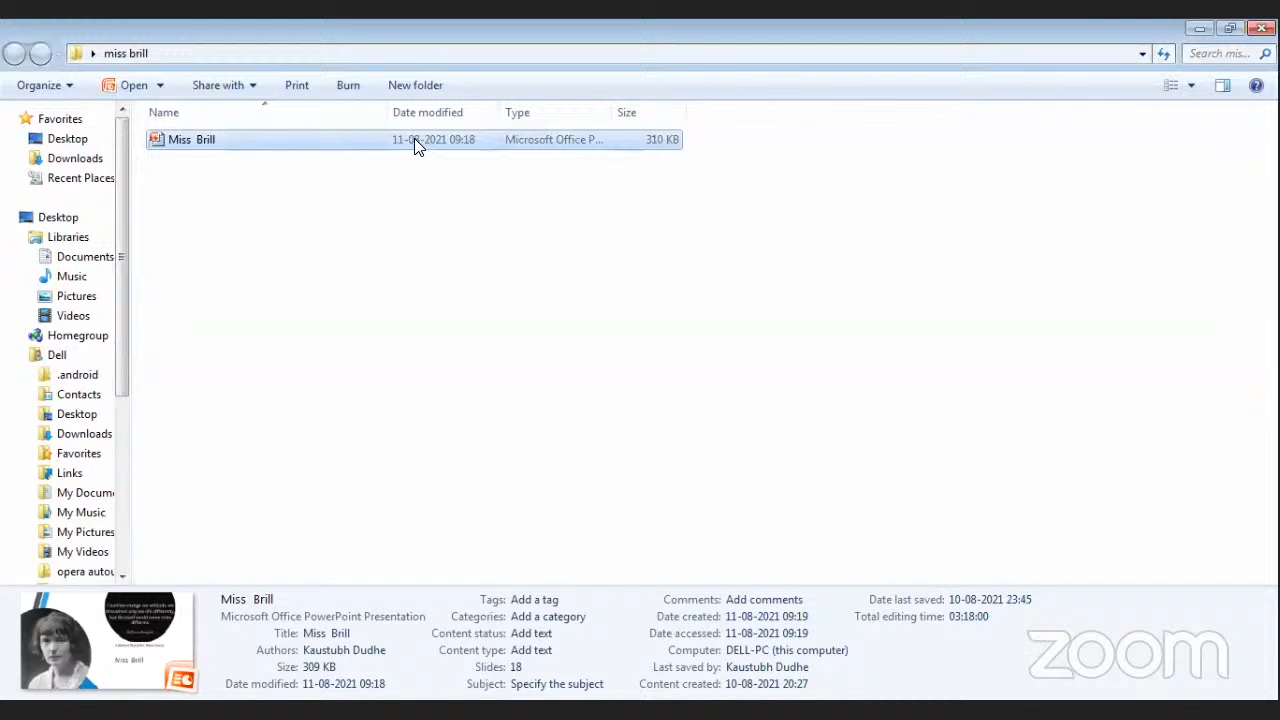 miss brill
Search mis...
Organize Open Share with Print Burn New folder
Name Date modified Type Size
Miss Brill 11-08-2021 09:18 Microsoft Office P... 310 KB
Favorites
Desktop
Downloads
Recent Places
Desktop
Libraries
Documents
Music
Pictures
Videos
Homegroup
Dell
.android
Contacts
Desktop
Downloads
Favorites
Links
My Docum
My Music
My Pictures
My Videos
opera autou
Miss Brill
Microsoft Office PowerPoint Presentation
Title: Miss Brill
Authors: Kaustubh Dudhe
Size: 309 KB
Date modified: 11-08-2021 09:18
Tags: Add a tag
Categories: Add a category
Content status: Add text
Content type: Add text
Slides: 18
Subject: Specify the subject
Comments: Add comments
Date created: 11-08-2021 09:19
Date accessed: 11-08-2021 09:19
Computer: DELL-PC (this computer)
Last saved by: Kaustubh Dudhe
Content created: 10-08-2021 20:27
Date last saved: 10-08-2021 23:45
Total editing time: 03:18:00
Miss Brill
zoom